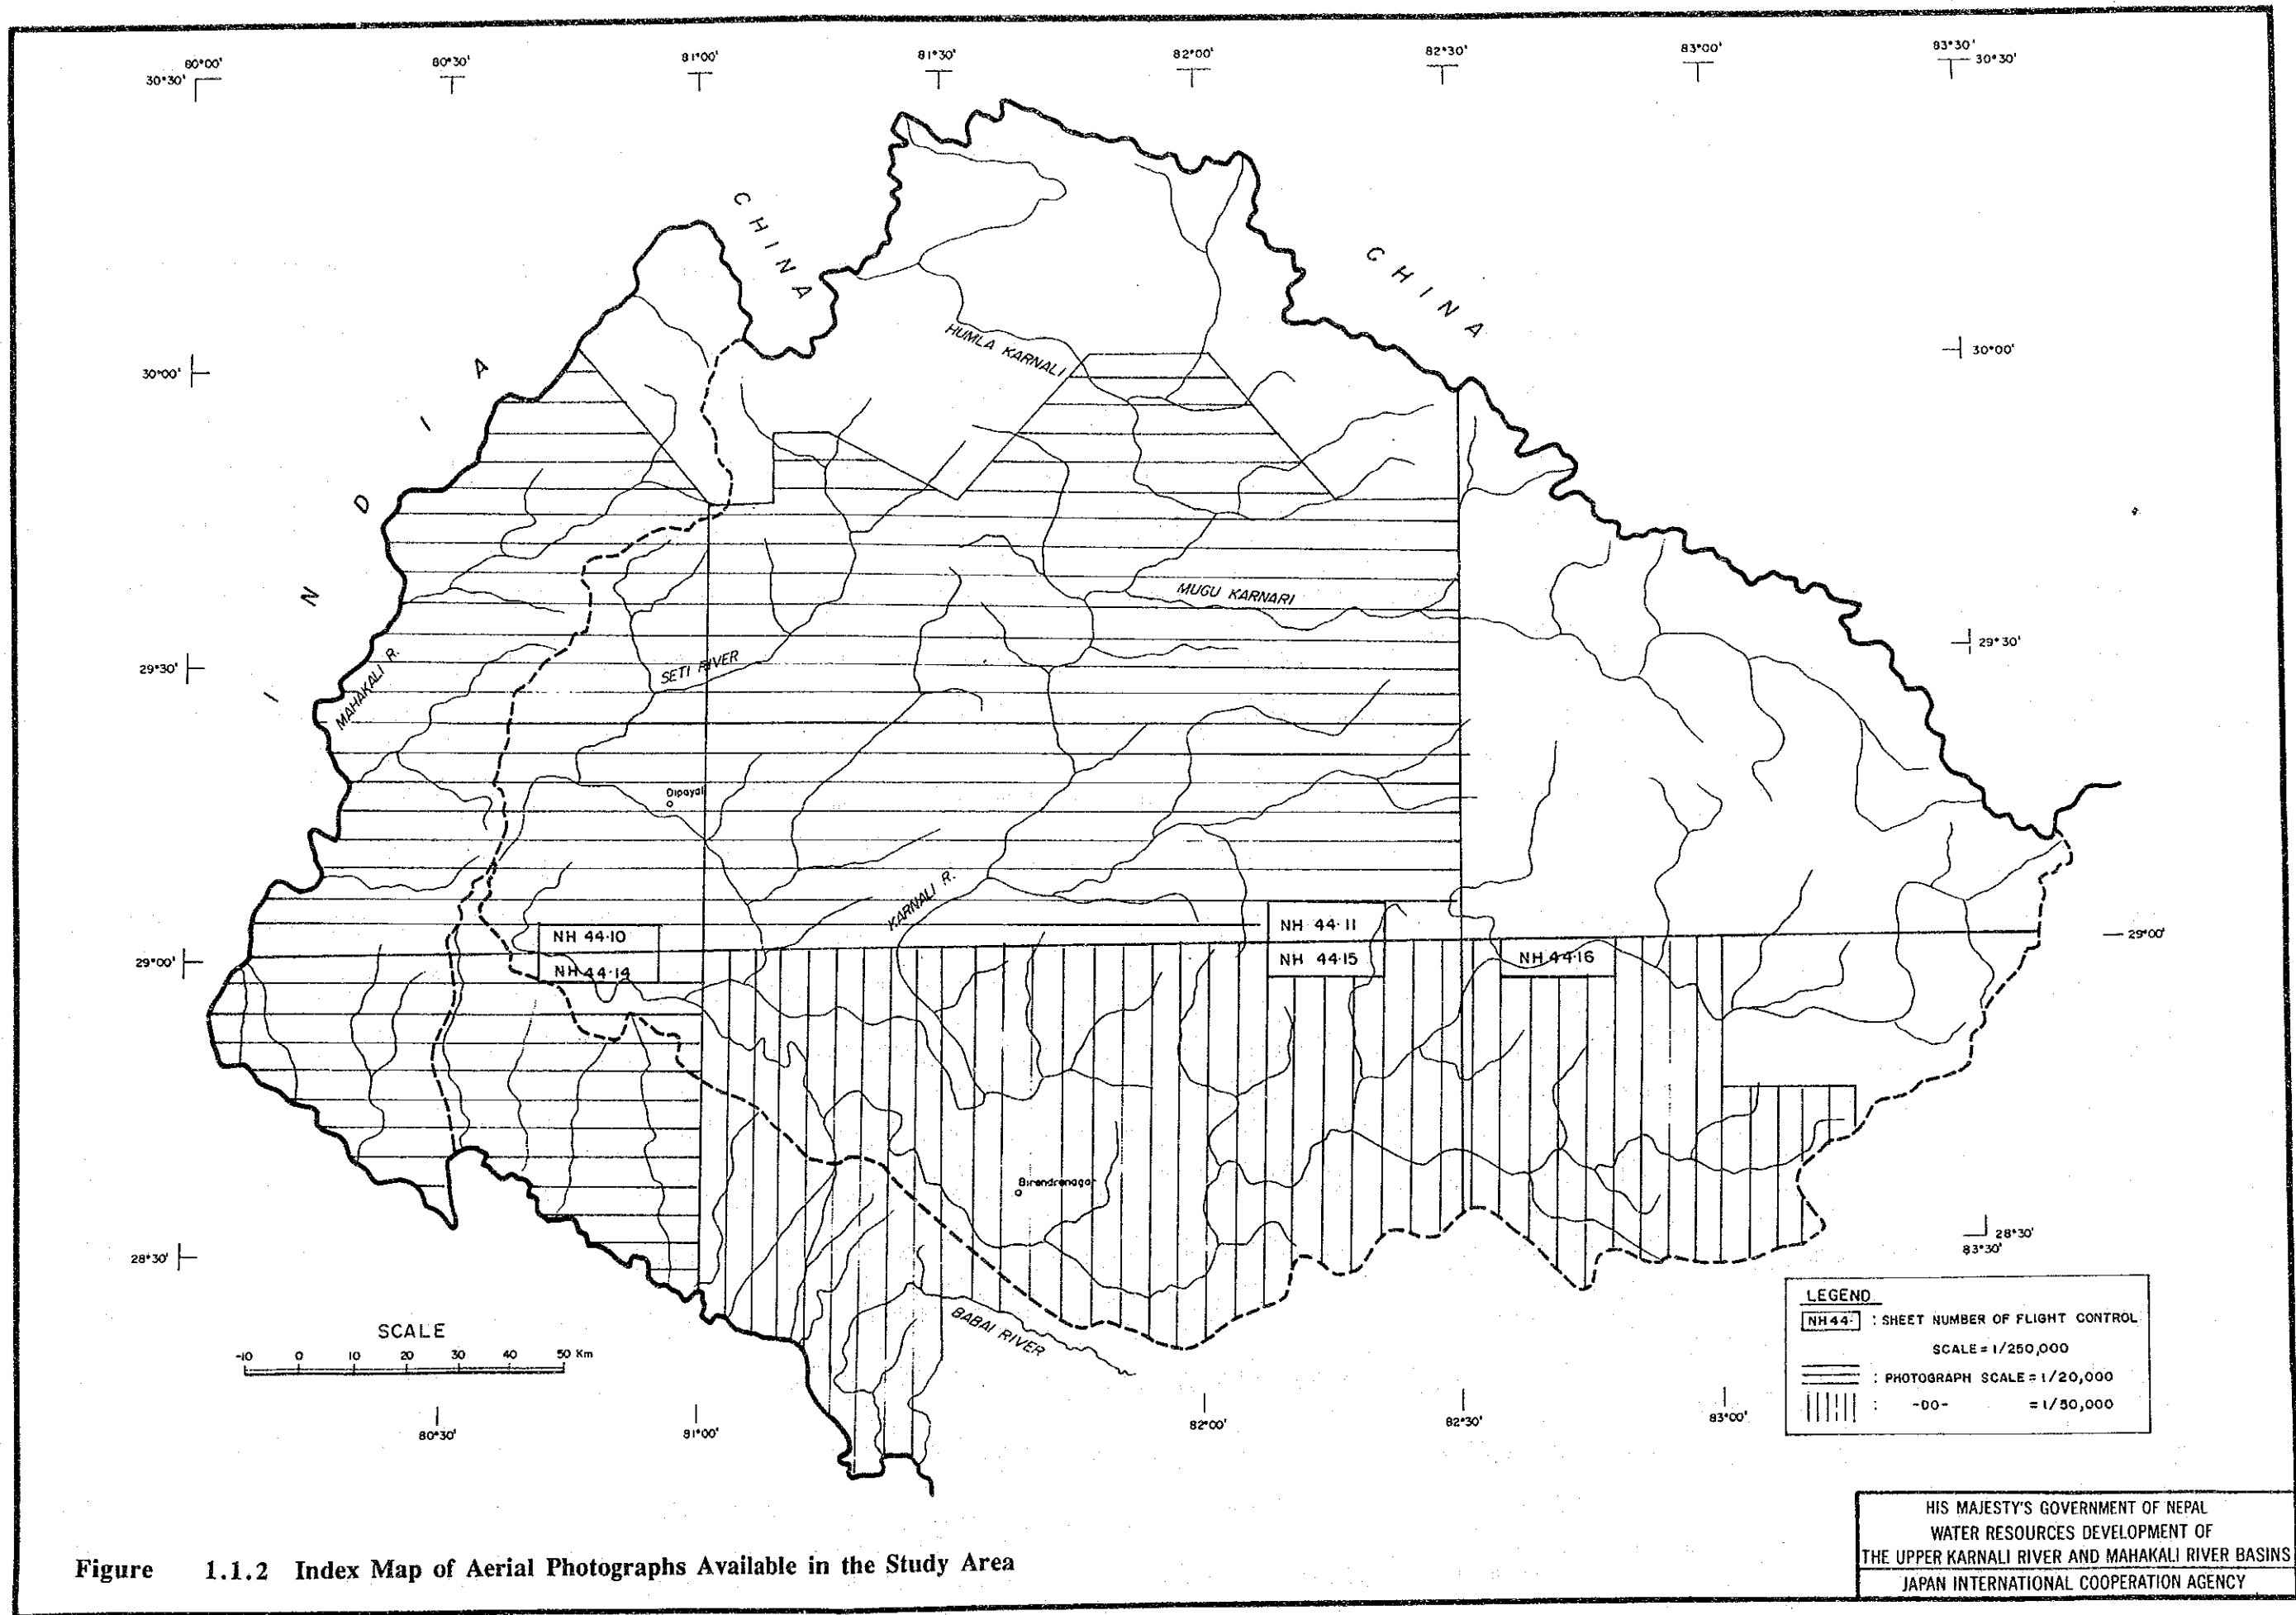 80°00' 80°30' 81°00' 81°30' 82°00' 82°30' 83°00' 83°30'
30°30' 30°30'
CHINA
CHINA
HUMLA KARNALI
30°00' 30°00'
INDIA
MUGU KARNARI
29°30' 29°30'
MAHAKALI R.
SETI RIVER
Dipayal
KARNALI R.
NH 44·10
NH 44·14
NH 44·11
NH 44·15
NH 44·16
29°00' 29°00'
Birendranagar
28°30' 28°30'
83°30'
BABAI RIVER
SCALE
-10 0 10 20 30 40 50 Km
80°30' 81°00' 82°00' 82°30' 83°00'
LEGEND
NH44- : SHEET NUMBER OF FLIGHT CONTROL
SCALE = 1/250,000
: PHOTOGRAPH SCALE = 1/20,000
: -DO- = 1/50,000
Figure 1.1.2 Index Map of Aerial Photographs Available in the Study Area
HIS MAJESTY'S GOVERNMENT OF NEPAL
WATER RESOURCES DEVELOPMENT OF
THE UPPER KARNALI RIVER AND MAHAKALI RIVER BASINS
JAPAN INTERNATIONAL COOPERATION AGENCY